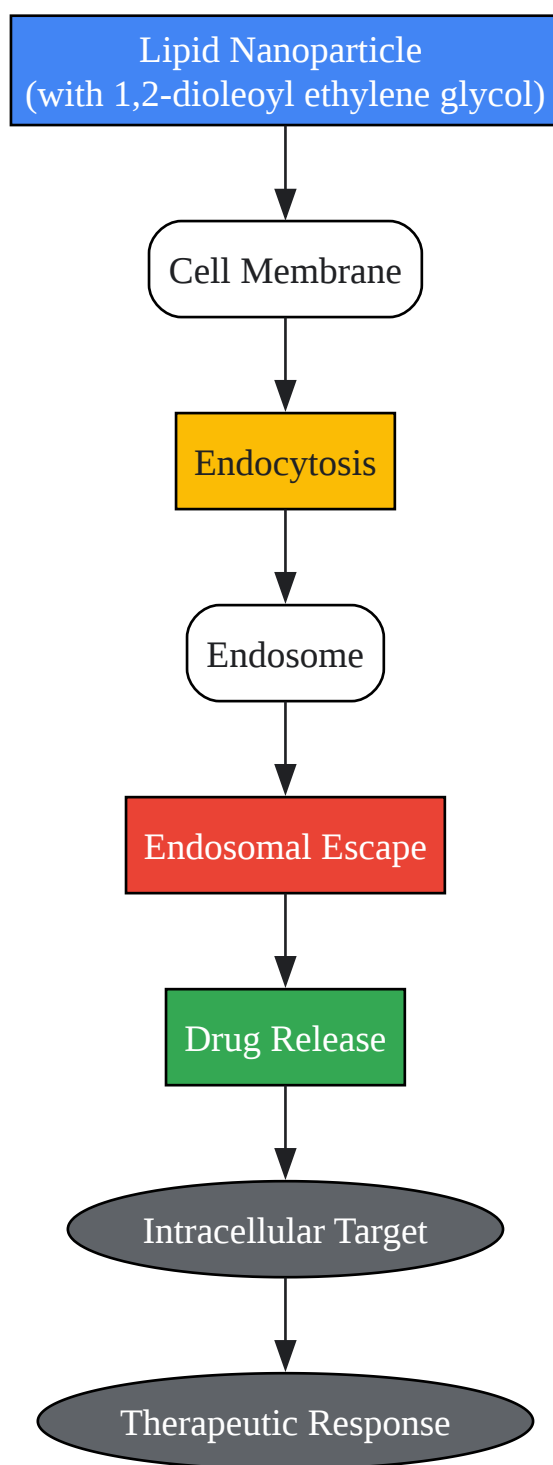 Lipid Nanoparticle
(with 1,2-dioleoyl ethylene glycol)
Cell Membrane
Endocytosis
Endosome
Endosomal Escape
Drug Release
Intracellular Target
Therapeutic Response